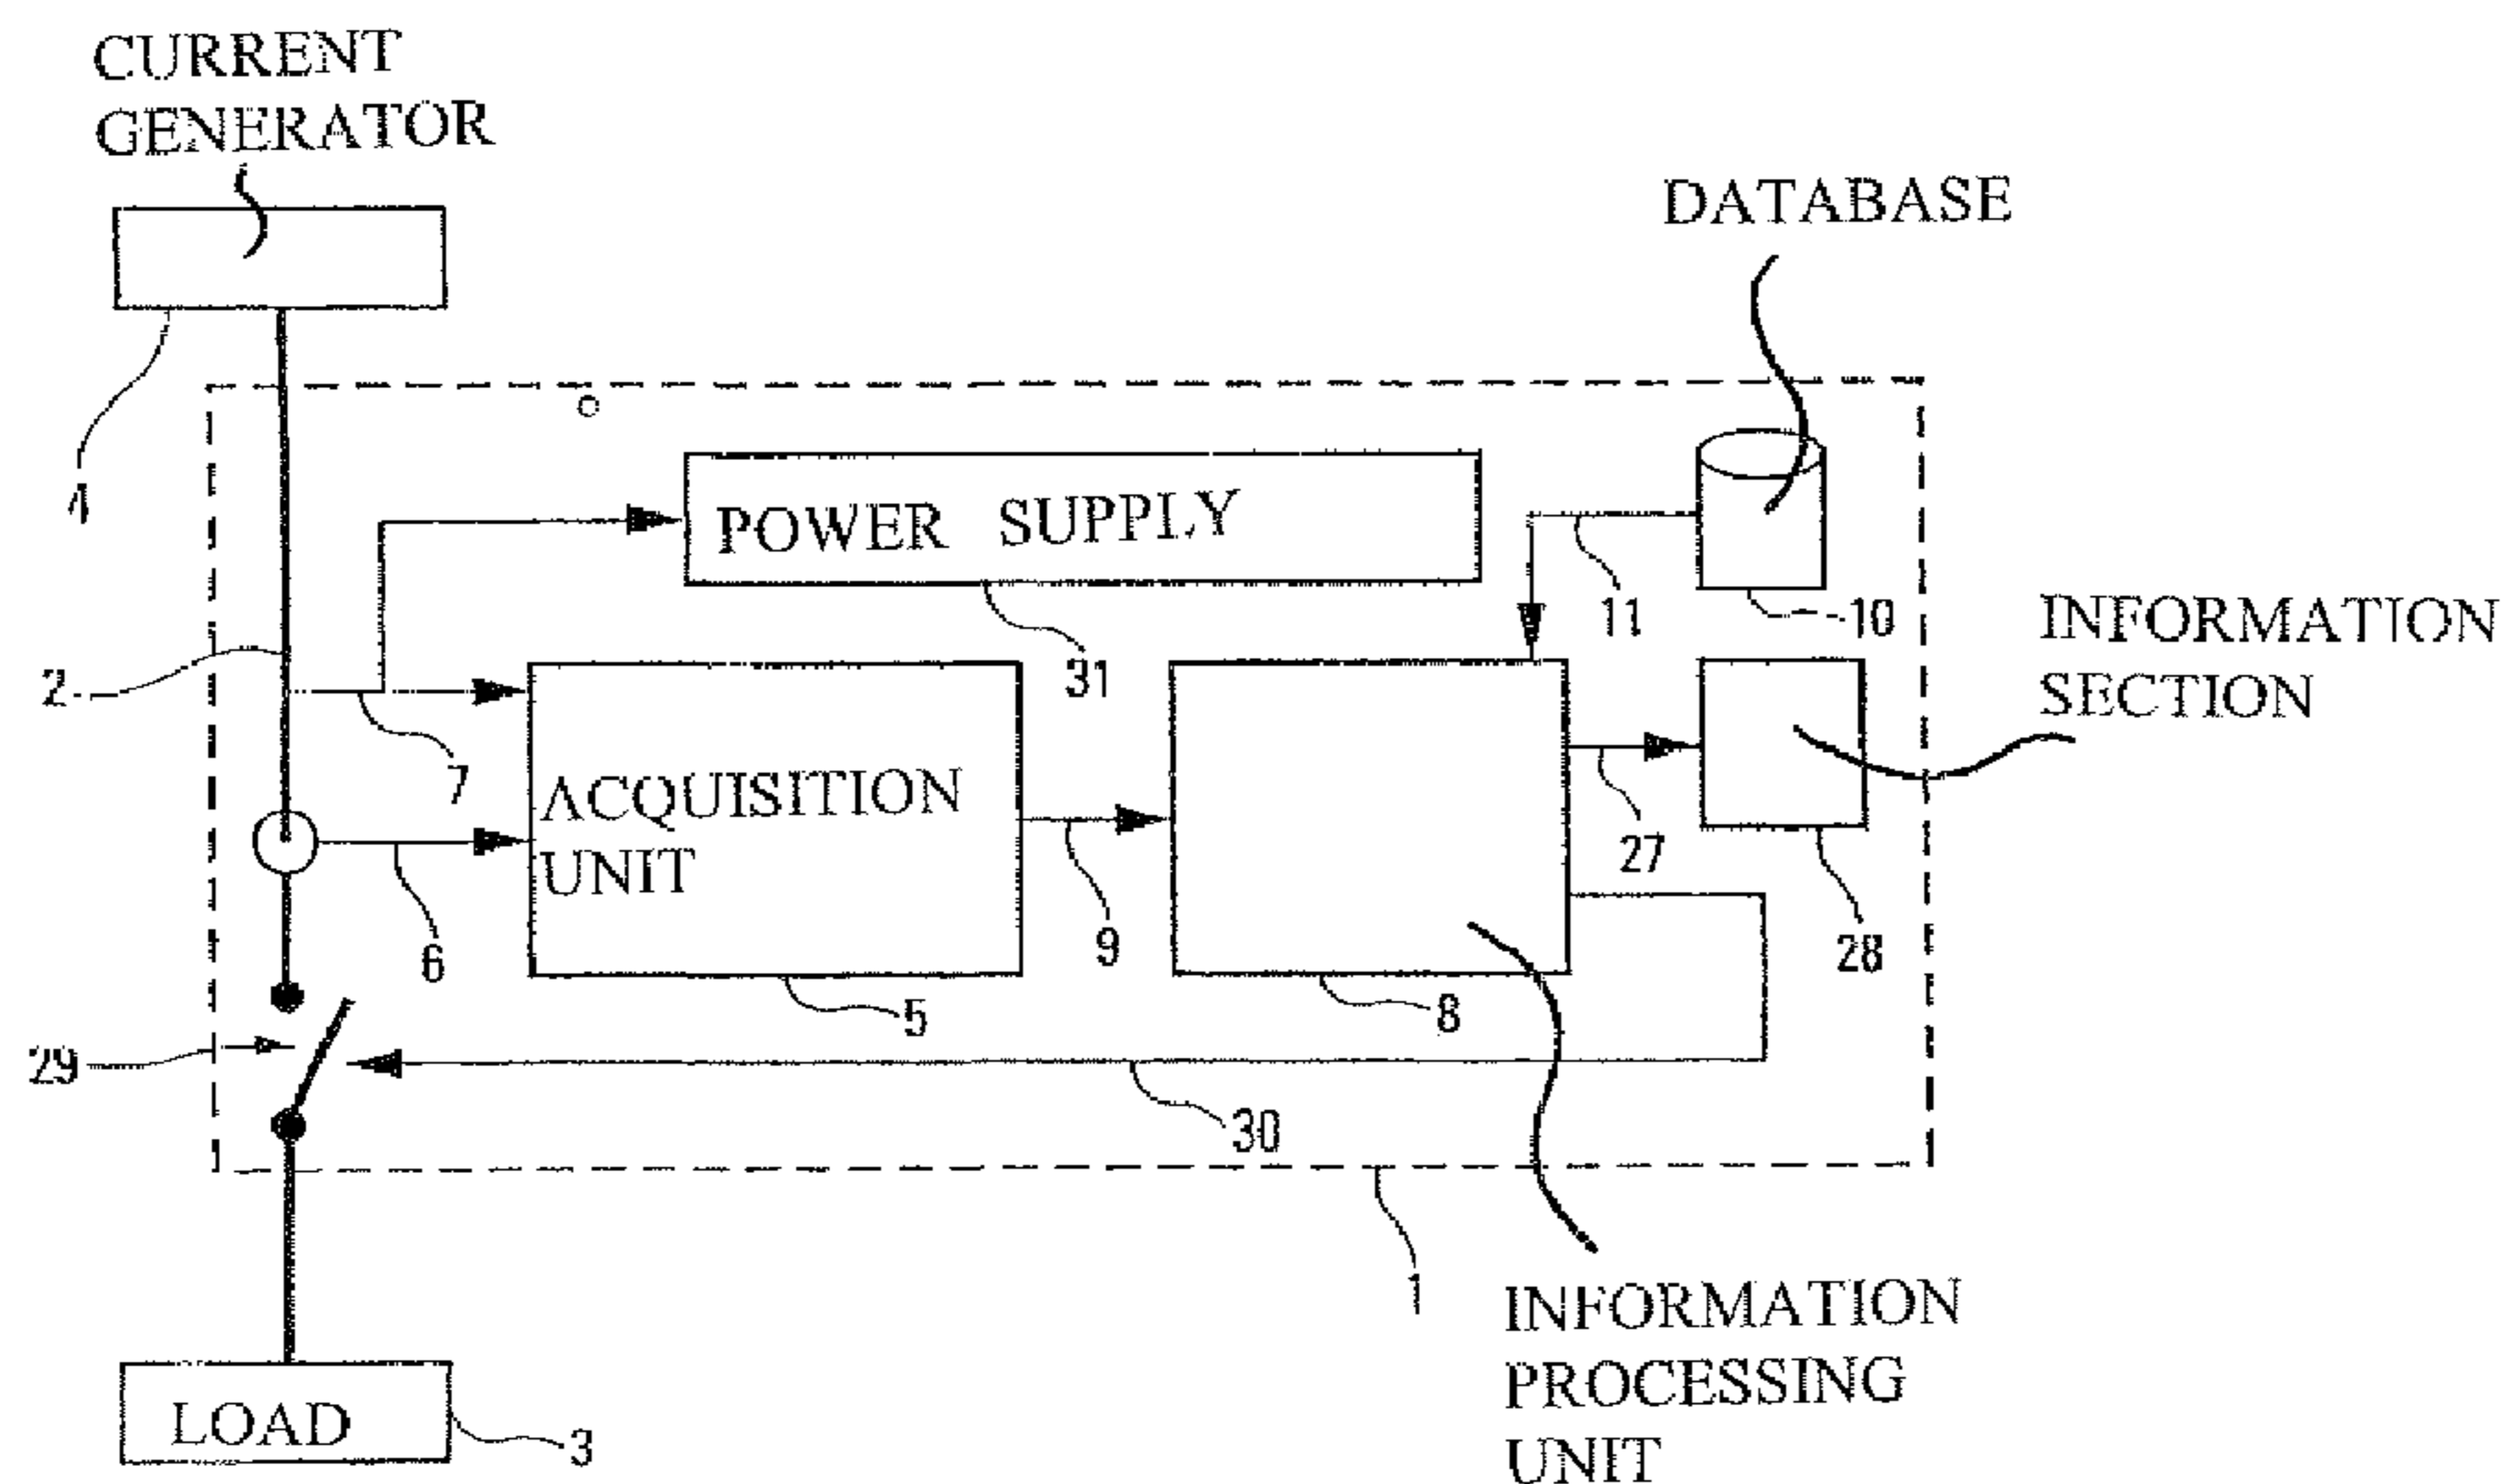 CURRENT
GENERATOR
DATABASE
4
POWER SUPPLY
11
10
INFORMATION
SECTION
2
31
7
ACQUISITION
UNIT
27
6
9
28
5
8
29
30
1
INFORMATION
PROCESSING
UNIT
LOAD
3